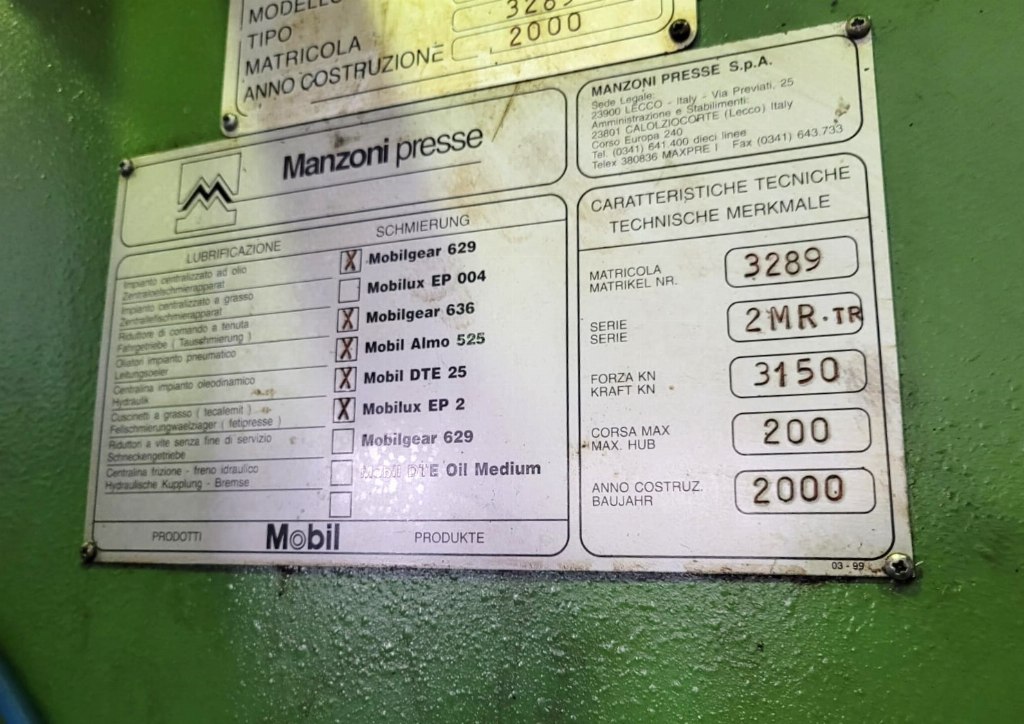 MODELLO
TIPO
MATRICOLA 3289
ANNO COSTRUZIONE 2000
Manzoni presse
MANZONI PRESSE S.p.A.
Sede Legale:
23900 LECCO - Italy - Via Previati, 25
Amministrazione e Stabilimenti:
23801 CALOLZIOCORTE (Lecco) Italy
Corso Europa 240
Tel. (0341) 641.400 dieci linee
Telex 380836 MAXPRE I Fax (0341) 643.733
LUBRIFICAZIONE SCHMIERUNG
Impianto centralizzato ad olio
Zentraloelschmierapparat
X Mobilgear 629
Impianto centralizzato a grasso
Zentralfettschmierapparat
Mobilux EP 004
Riduttore di comando a tenuta
Fahrgetriebe ( Tausschmierung )
X Mobilgear 636
Oliatori impianto pneumatico
Leitungsoeler
X Mobil Almo 525
Centralina impianto oleodinamico
Hydraulik
X Mobil DTE 25
Cuscinetti a grasso ( tecalemit )
( fetipresse )
X Mobilux EP 2
Riduttori a vite senza fine di servizio
Schneckengetriebe
Mobilgear 629
Centralina frizione - freno idraulico
Hydraulische Kupplung - Bremse
Mobil DTE Oil Medium
PRODOTTI Mobil PRODUKTE
CARATTERISTICHE TECNICHE
TECHNISCHE MERKMALE
MATRICOLA
MATRIKEL NR.
3289
SERIE
SERIE
2MR·TR
FORZA KN
KRAFT KN
3150
CORSA MAX
MAX. HUB
200
ANNO COSTRUZ.
BAUJAHR
2000
03 - 99